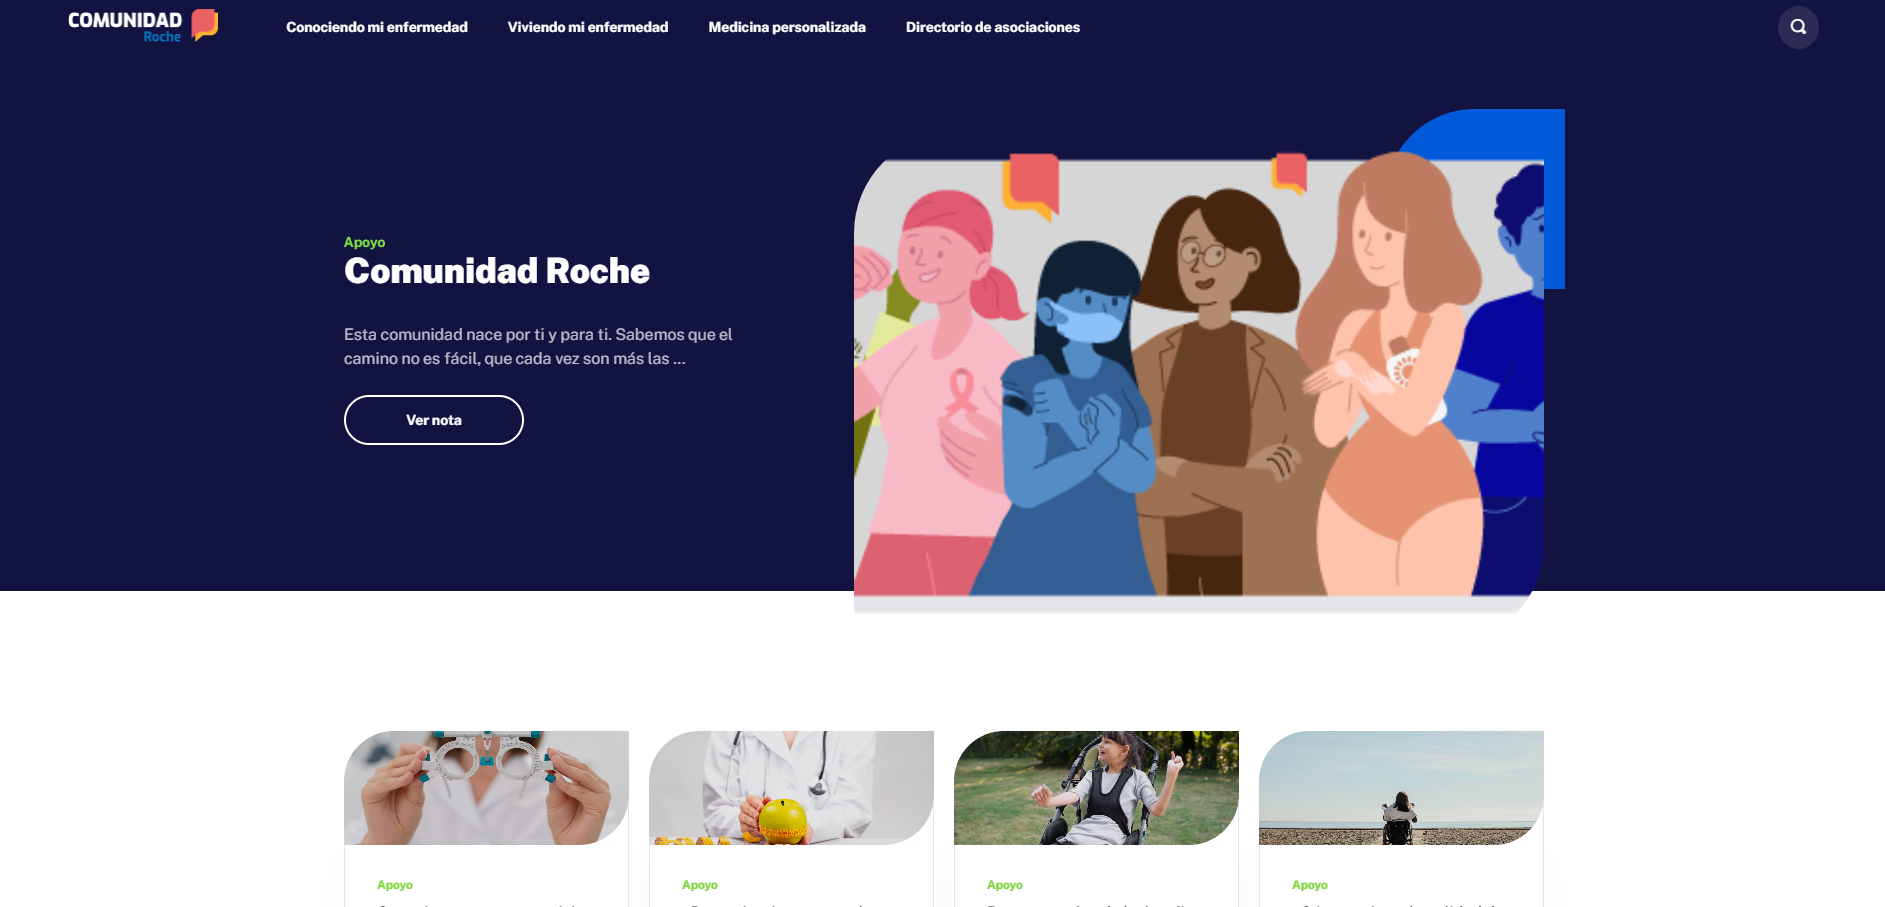 COMUNIDAD
Roche
Conociendo mi enfermedad
Viviendo mi enfermedad
Medicina personalizada
Directorio de asociaciones
Apoyo
Comunidad Roche
Esta comunidad nace por ti y para ti. Sabemos que el
camino no es fácil, que cada vez son más las ...
Ver nota
Apoyo
Apoyo
Apoyo
Apoyo